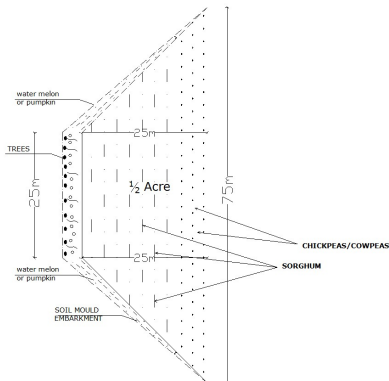 water melon
or pumpkin
TREES
25m
25m
½ Acre
75m
25m
CHICKPEAS/COWPEAS
SORGHUM
water melon
or pumpkin
SOIL MOULD
EMBARKMENT